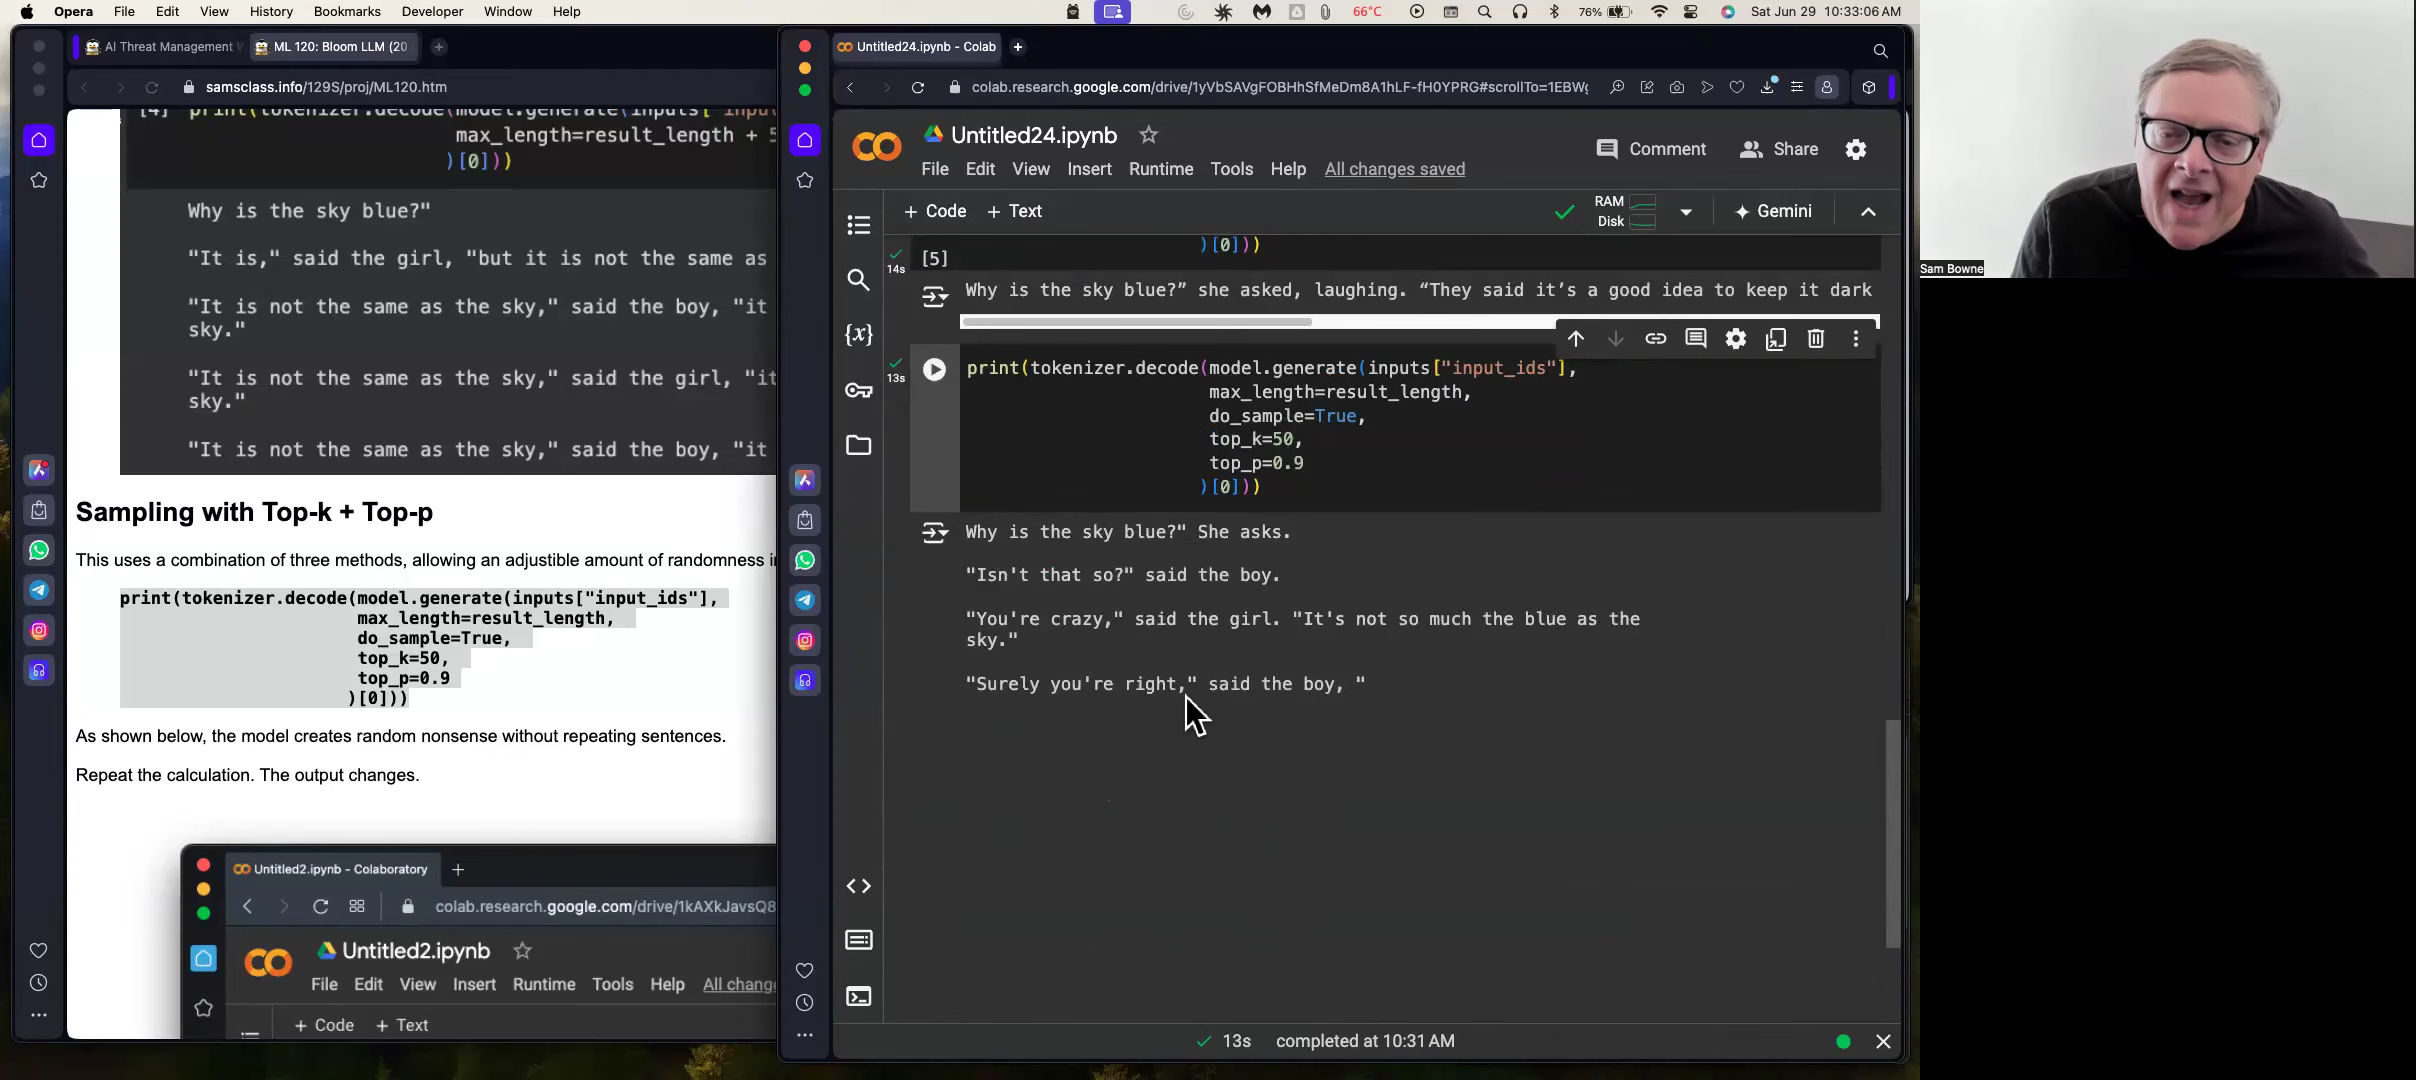 Opera File Edit View History Bookmarks Developer Window Help
66°C 76% Sat Jun 29 10:33:06 AM
AI Threat Management
ML 120: Bloom LLM (20
samsclass.info/129S/proj/ML120.htm
[4] print(tokenizer.decode(model.generate(inputs["inpu
max_length=result_length + 5
)[0]))
Why is the sky blue?"
"It is," said the girl, "but it is not the same as
"It is not the same as the sky," said the boy, "it
sky."
"It is not the same as the sky," said the girl, "it
sky."
"It is not the same as the sky," said the boy, "it
Sampling with Top-k + Top-p
This uses a combination of three methods, allowing an adjustible amount of randomness i
print(tokenizer.decode(model.generate(inputs["input_ids"],
max_length=result_length,
do_sample=True,
top_k=50,
top_p=0.9
)[0]))
As shown below, the model creates random nonsense without repeating sentences.
Repeat the calculation. The output changes.
Untitled2.ipynb - Colaboratory
colab.research.google.com/drive/1kAXkJavsQ8
Untitled2.ipynb
File Edit View Insert Runtime Tools Help All change
+ Code + Text
Untitled24.ipynb - Colab
colab.research.google.com/drive/1yVbSAVgFOBHhSfMeDm8A1hLF-fH0YPRG#scrollTo=1EBW
Untitled24.ipynb
Comment Share
File Edit View Insert Runtime Tools Help All changes saved
+ Code + Text
RAM
Disk
Gemini
)[0]))
14s
[5]
Why is the sky blue?” she asked, laughing. “They said it’s a good idea to keep it dark
13s
print(tokenizer.decode(model.generate(inputs["input_ids"],
max_length=result_length,
do_sample=True,
top_k=50,
top_p=0.9
)[0]))
Why is the sky blue?" She asks.
"Isn't that so?" said the boy.
"You're crazy," said the girl. "It's not so much the blue as the
sky."
"Surely you're right," said the boy, "
13s completed at 10:31 AM
Sam Bowne